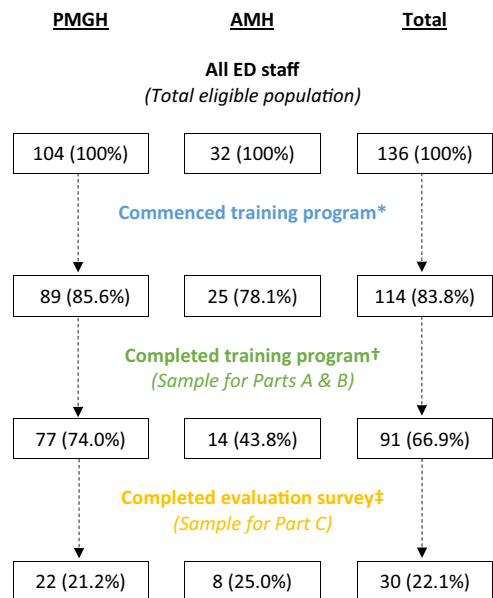 PMGH AMH Total
All ED staff
(Total eligible population)
104 (100%) 32 (100%) 136 (100%)
Commenced training program*
89 (85.6%) 25 (78.1%) 114 (83.8%)
Completed training program†
(Sample for Parts A & B)
77 (74.0%) 14 (43.8%) 91 (66.9%)
Completed evaluation survey‡
(Sample for Part C)
22 (21.2%) 8 (25.0%) 30 (22.1%)